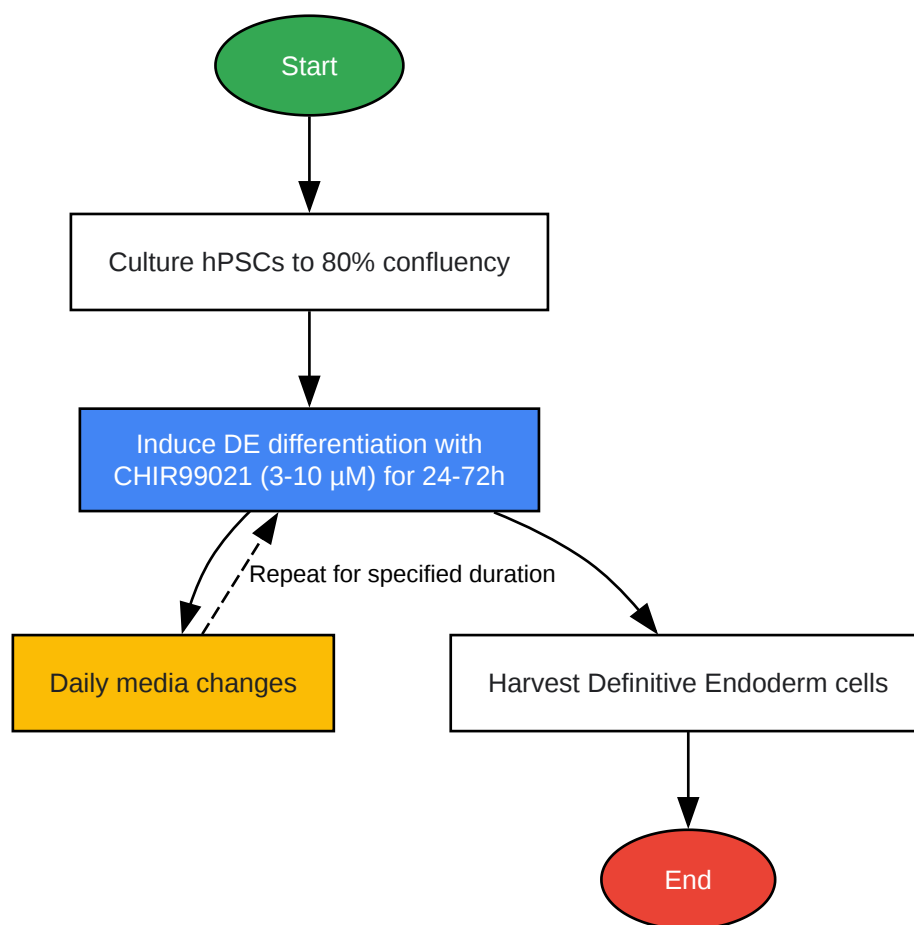 Start
Culture hPSCs to 80% confluency
Induce DE differentiation with
CHIR99021 (3-10 µM) for 24-72h
Repeat for specified duration
Daily media changes
Harvest Definitive Endoderm cells
End